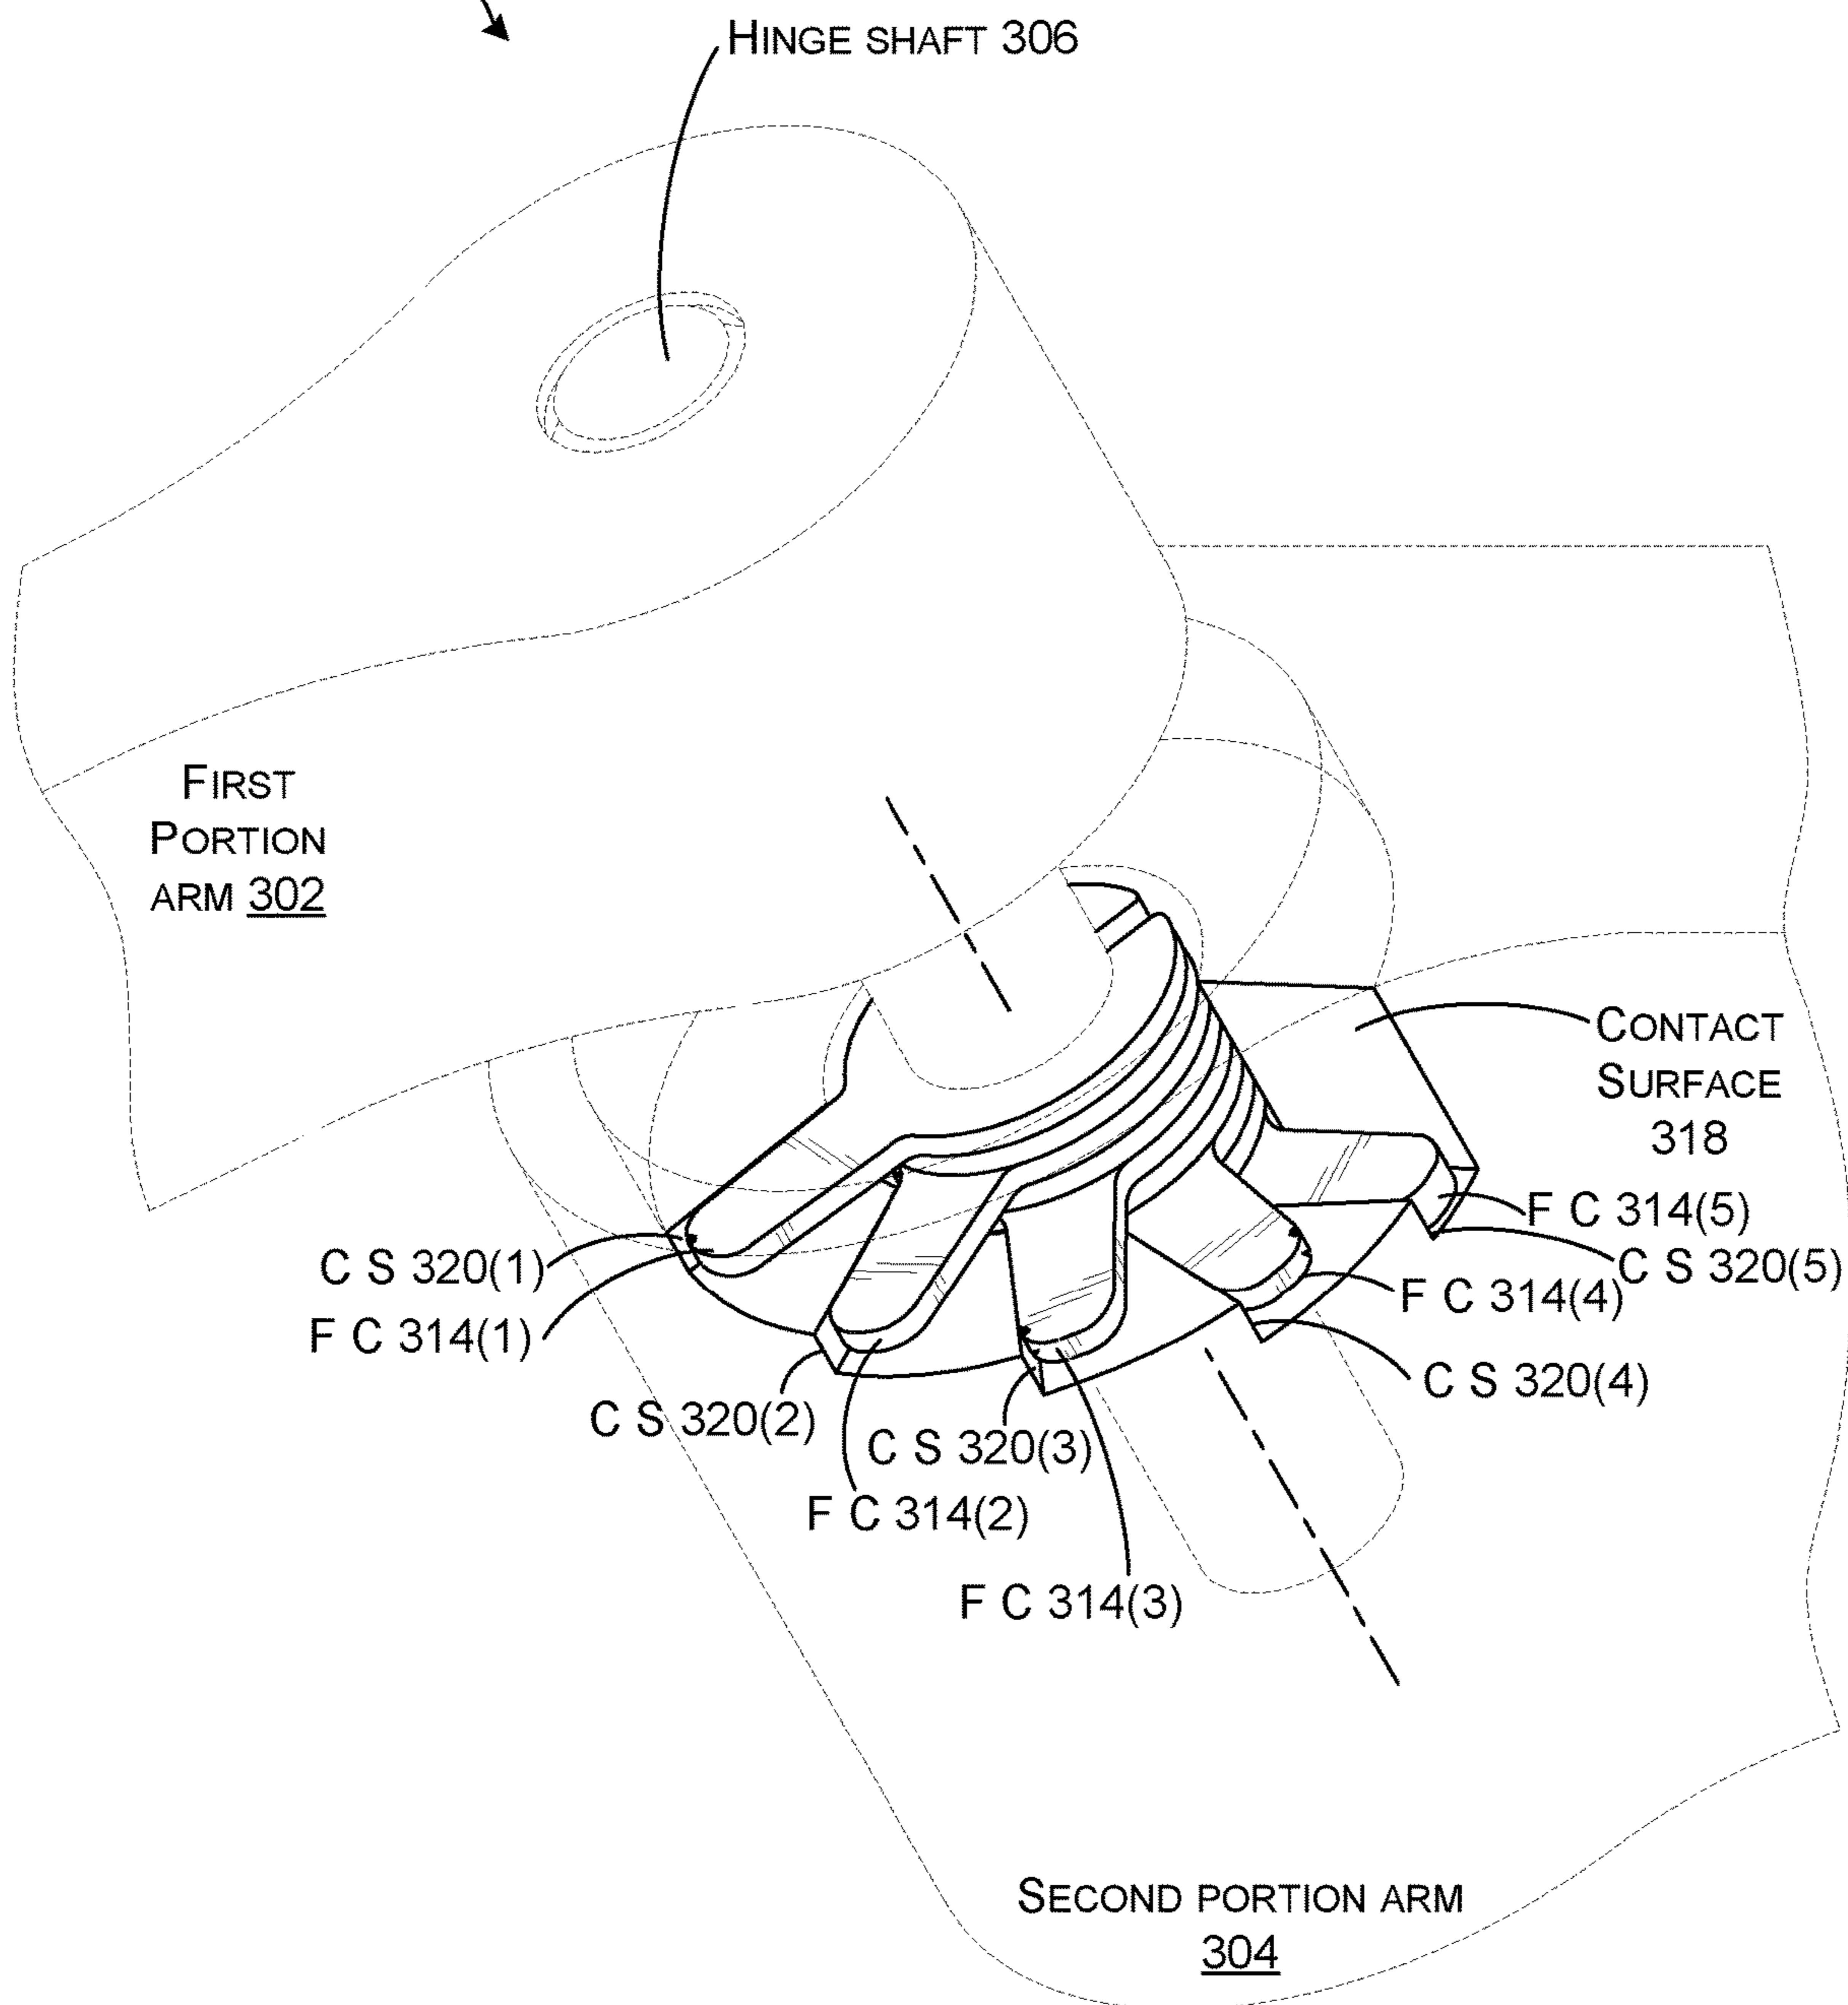 HINGE SHAFT 306
FIRST
PORTION
ARM 302
CONTACT
SURFACE
318
F C 314(5)
C S 320(5)
C S 320(1)
F C 314(4)
F C 314(1)
C S 320(4)
C S 320(2)
C S 320(3)
F C 314(2)
F C 314(3)
SECOND PORTION ARM
304